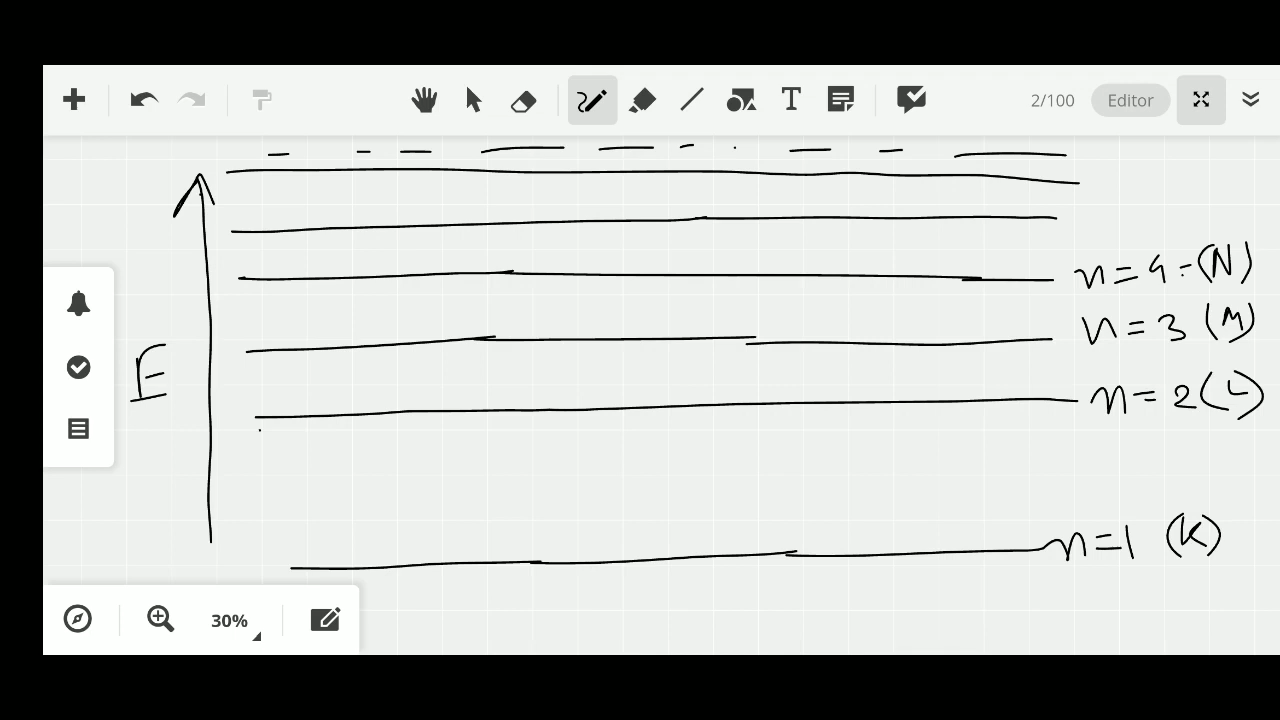 2/100 Editor
n=4-(N)
n=3 (M)
E
n=2(L)
n=1 (K)
30%